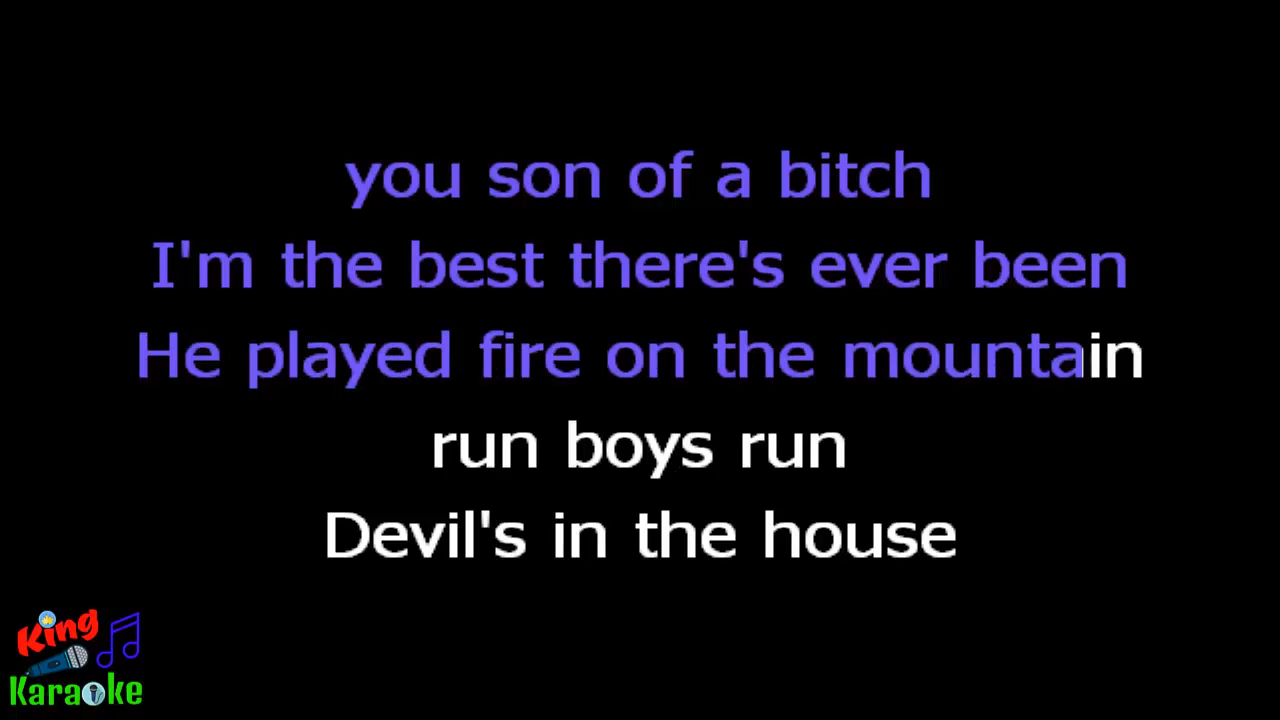 you son of a bitch
I'm the best there's ever been
He played fire on the mountain
run boys run
Devil's in the house
King
Karaoke